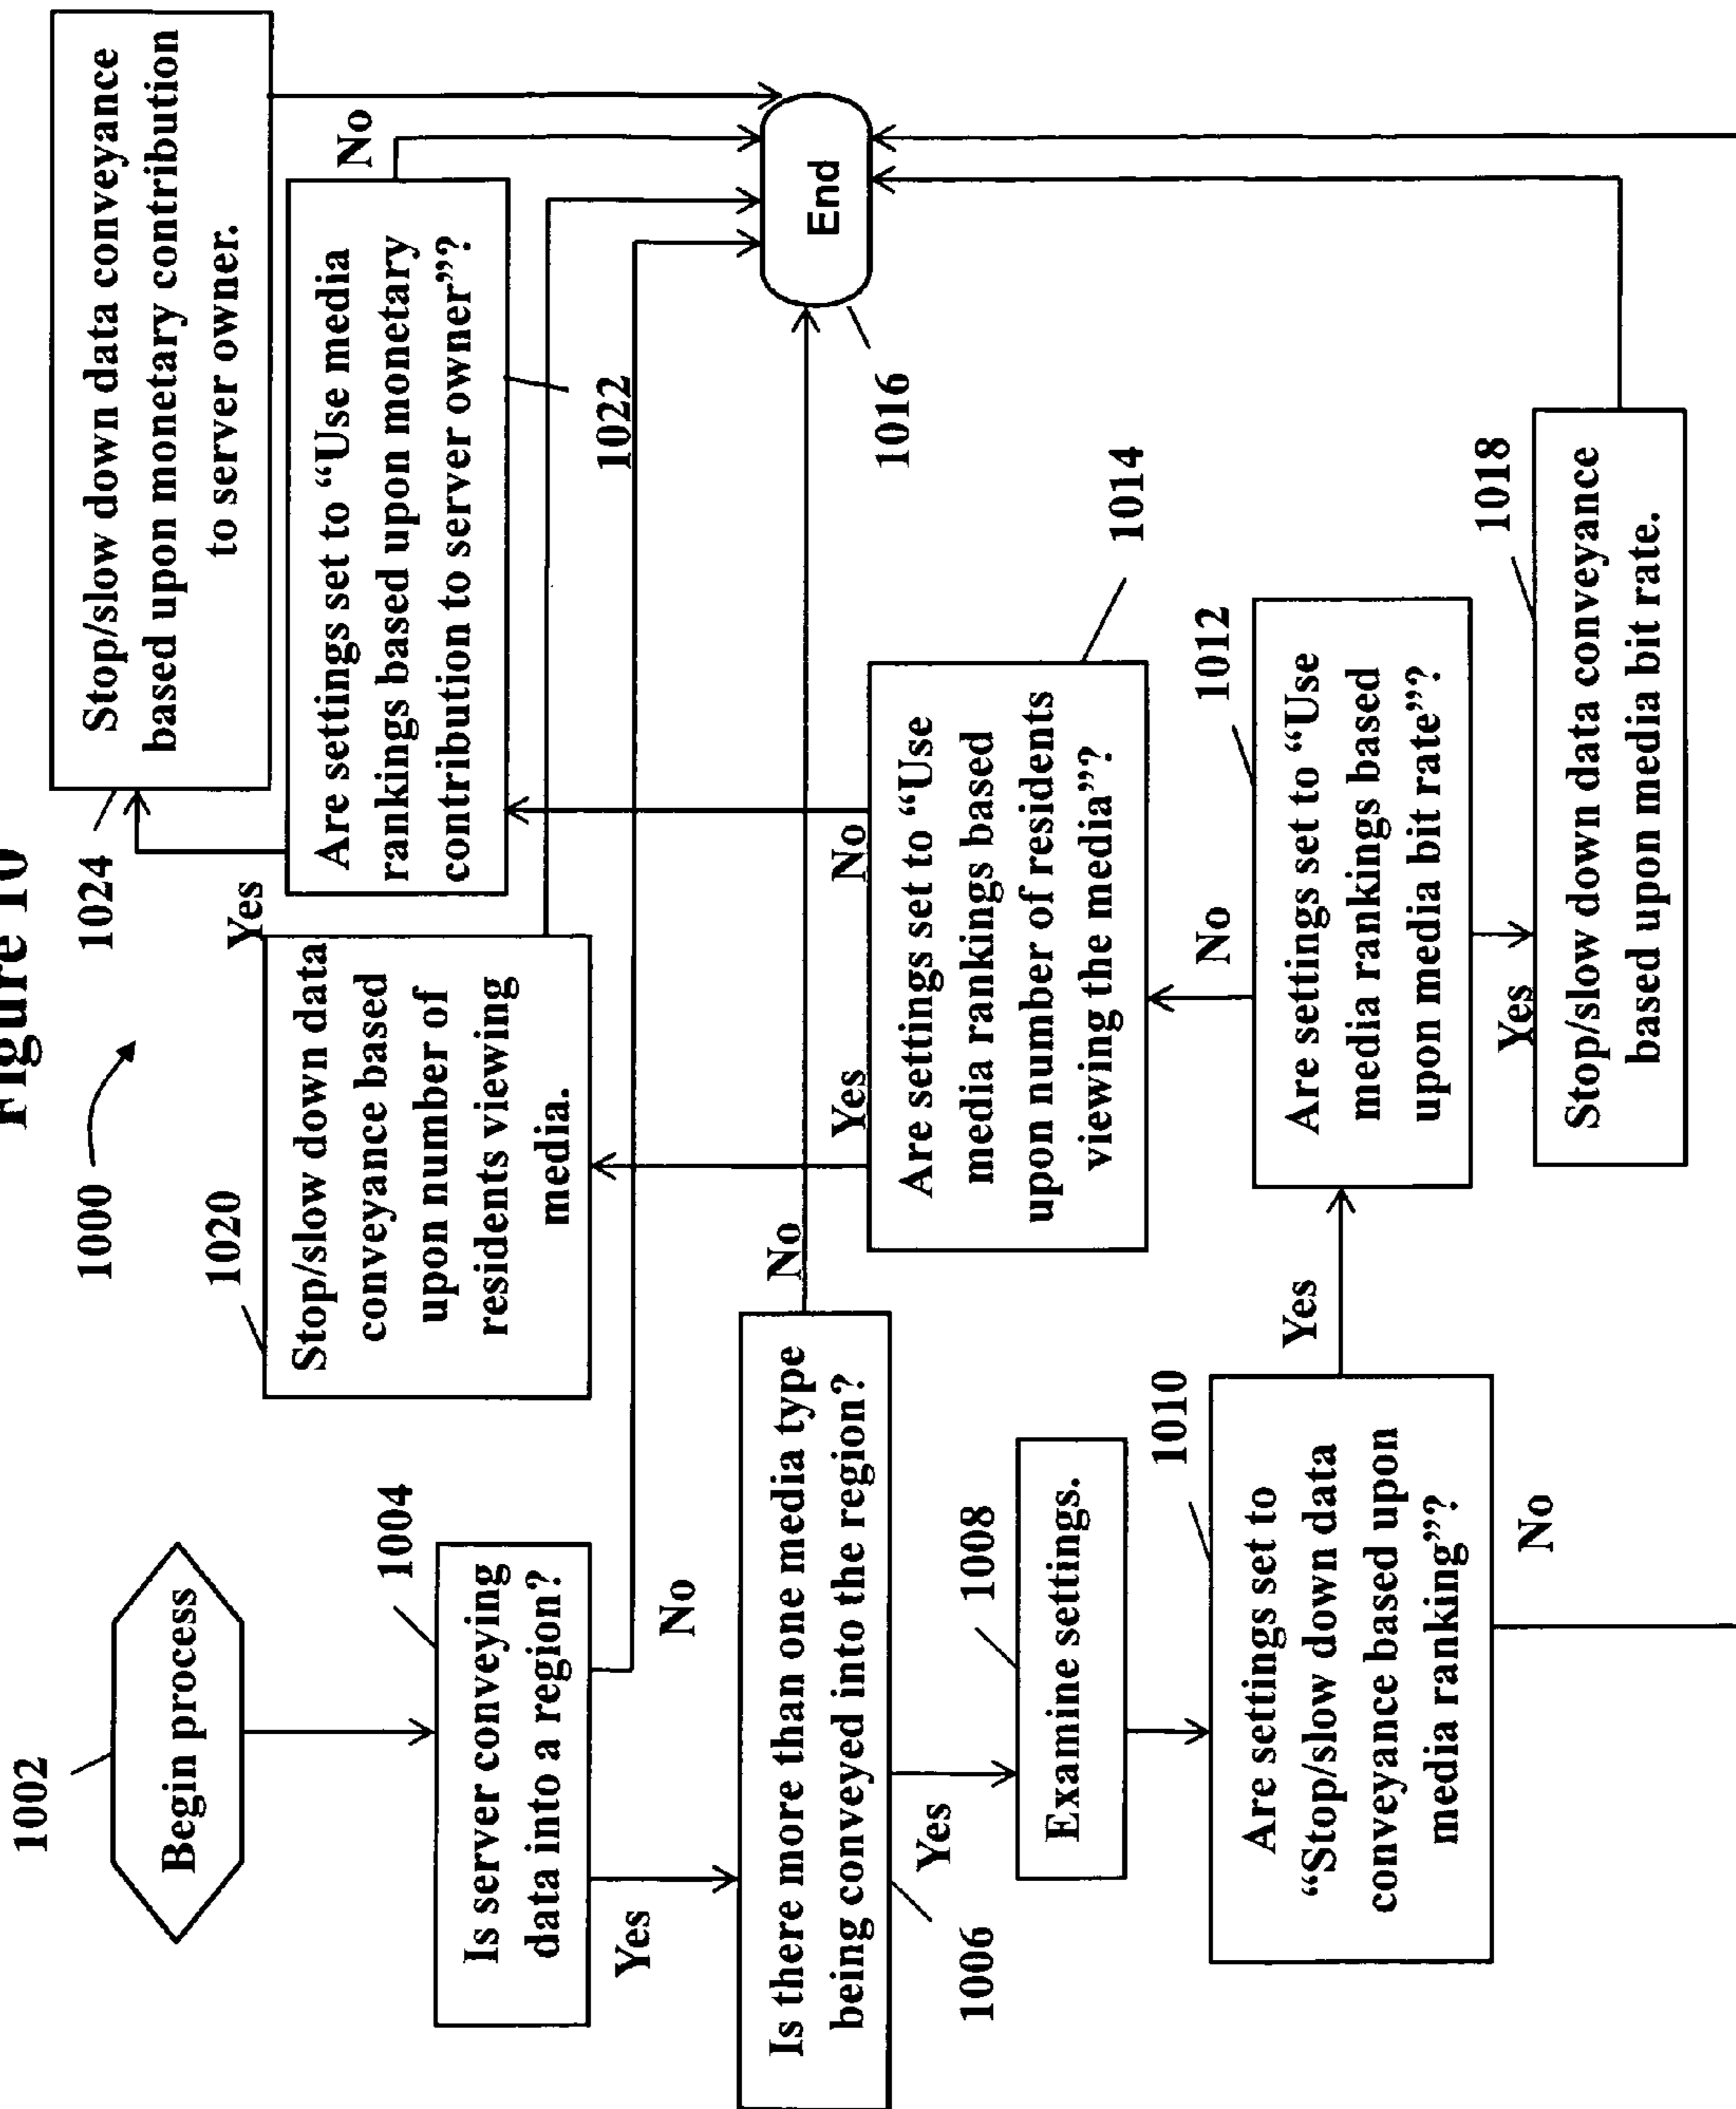 Figure 10
1000
1002
Begin process
1004
Is server conveying
data into a region?
Yes
No
1006
Is there more than one media type
being conveyed into the region?
Yes
No
1008
Examine settings.
1010
Are settings set to
“Stop/slow down data
conveyance based upon
media ranking”?
Yes
No
1012
Are settings set to “Use
media rankings based
upon media bit rate”?
Yes
No
1014
Are settings set to “Use
media rankings based
upon number of residents
viewing the media”?
Yes
No
1018
Stop/slow down data conveyance
based upon media bit rate.
1020
Stop/slow down data
conveyance based
upon number of
residents viewing
media.
1022
Are settings set to “Use media
rankings based upon monetary
contribution to server owner”?
Yes
No
1024
Stop/slow down data conveyance
based upon monetary contribution
to server owner.
1016
End